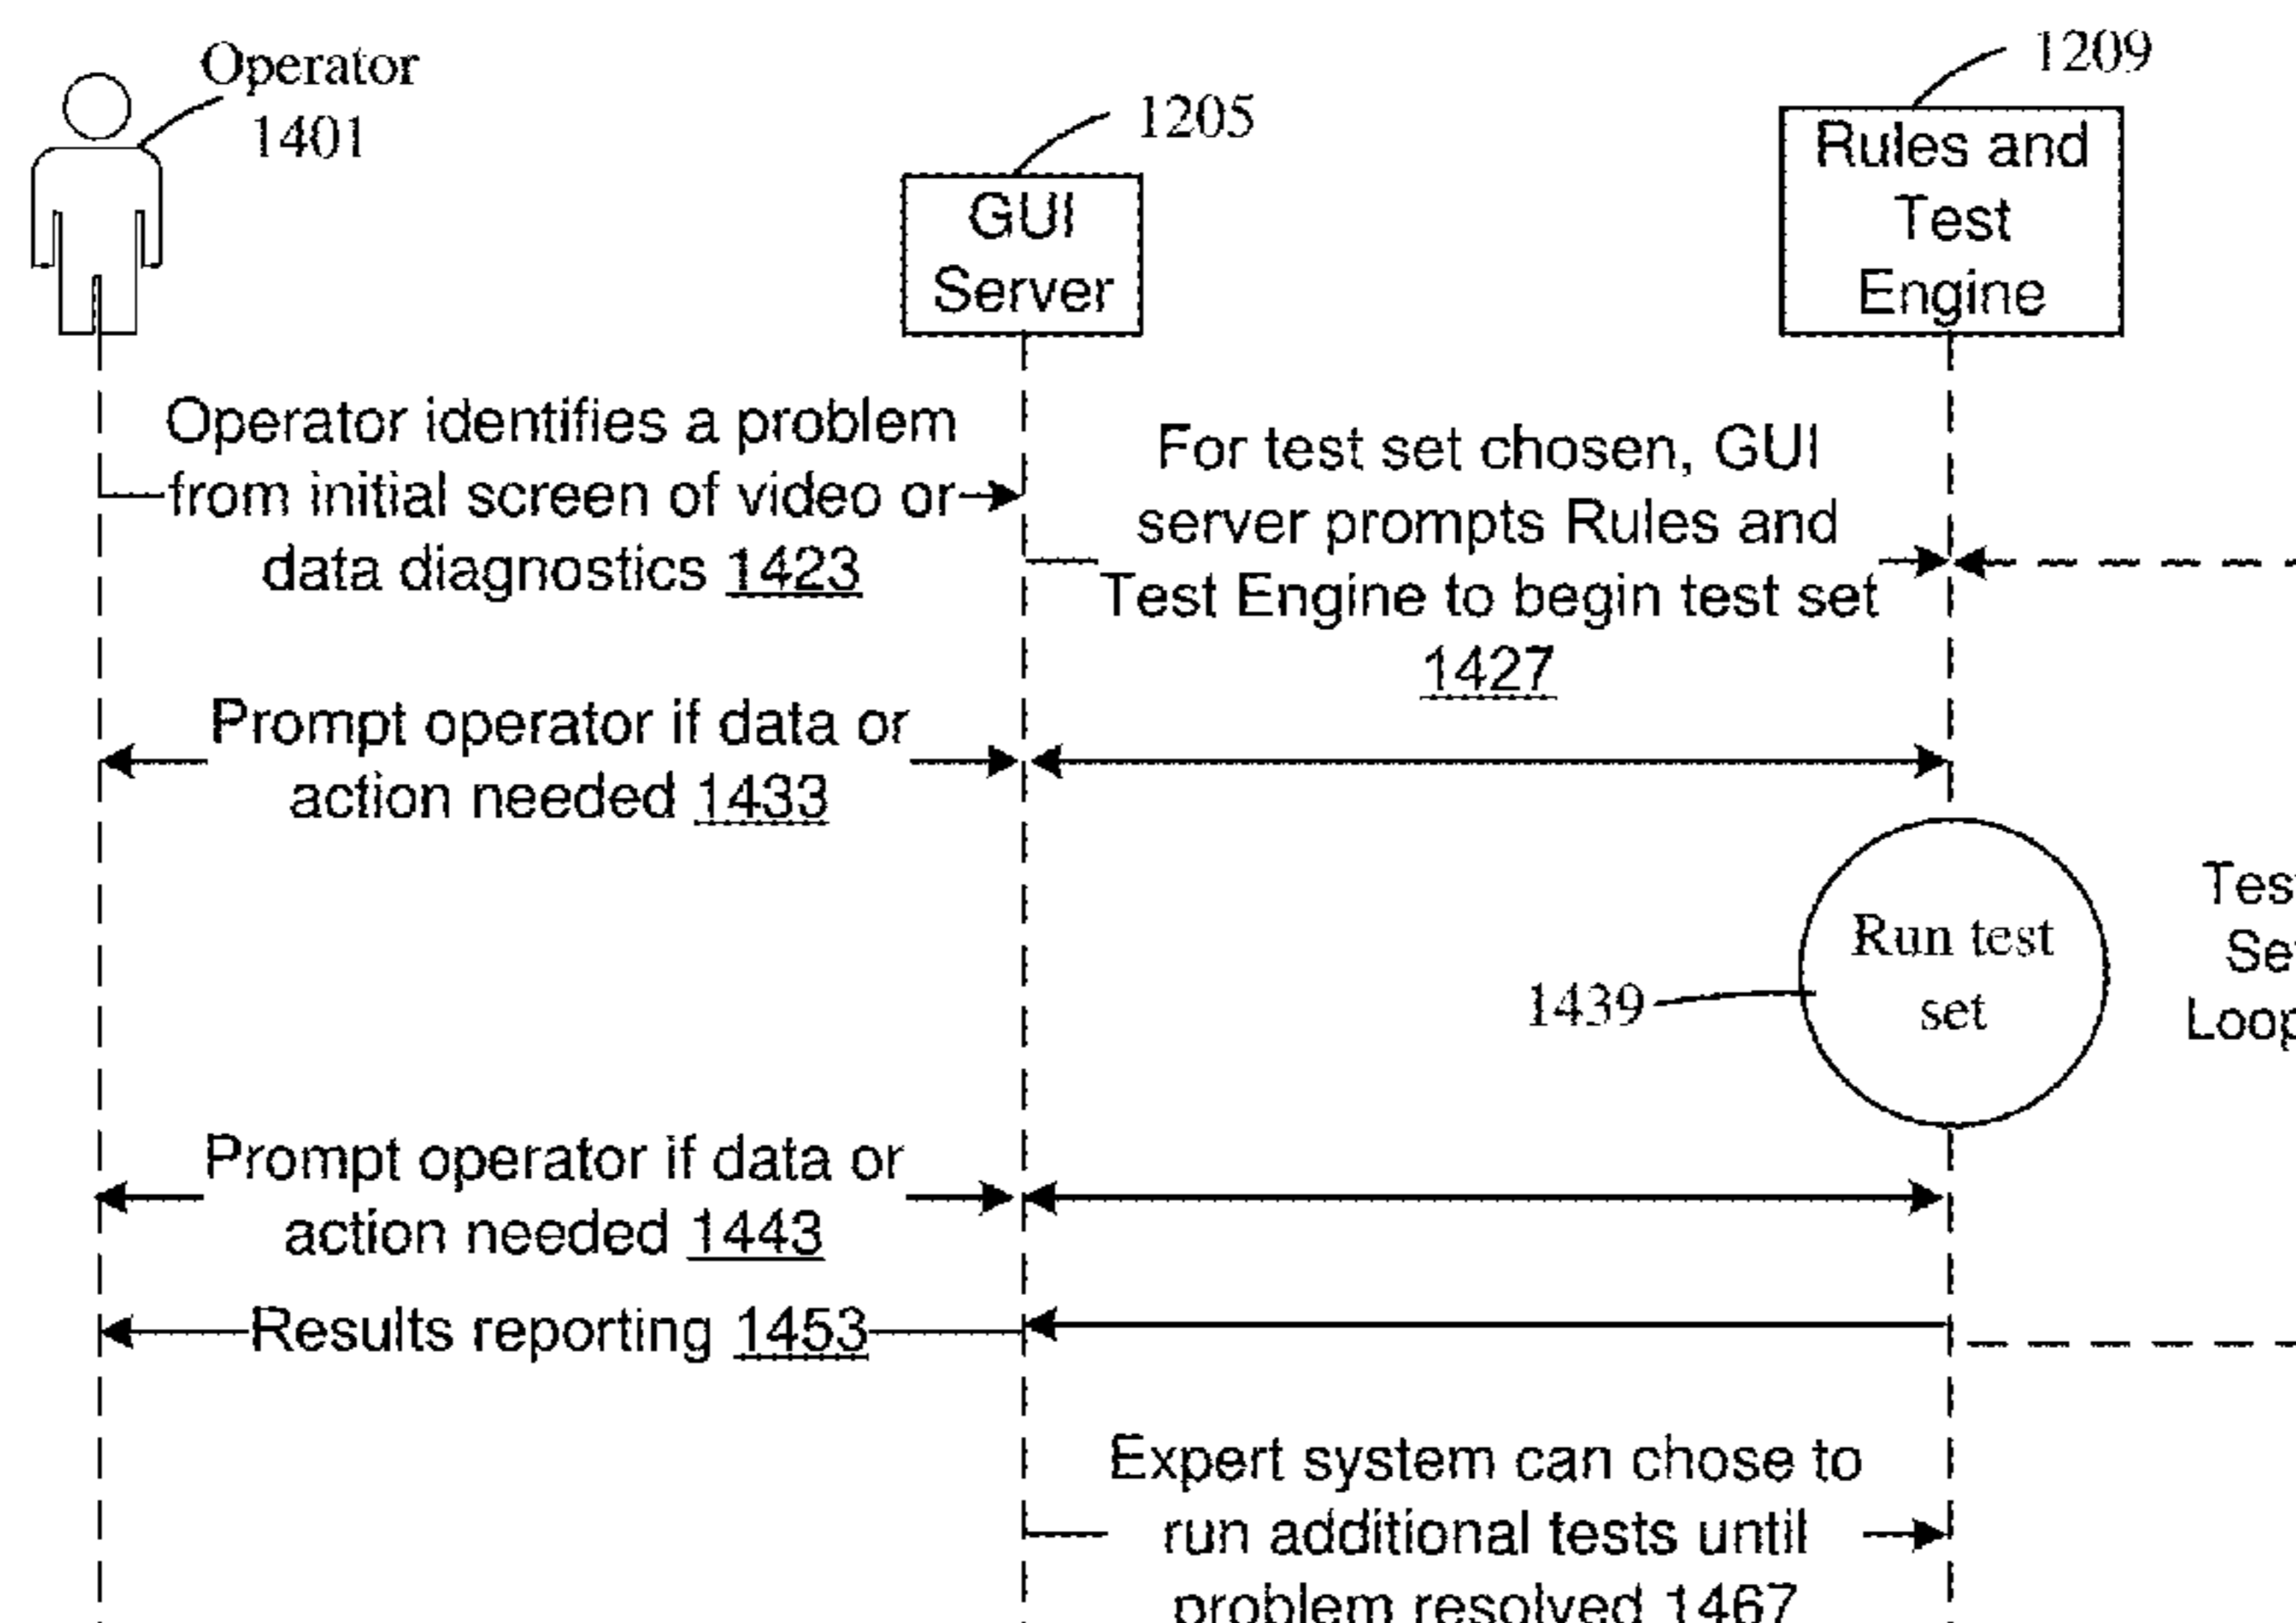 Operator
1401
1205
1209
GUI
Server
Rules and
Test
Engine
Operator identifies a problem
from initial screen of video or
data diagnostics 1423
For test set chosen, GUI
server prompts Rules and
Test Engine to begin test set
1427
Prompt operator if data or
action needed 1433
Run test
set
1439
Tes
Se
Loop
Prompt operator if data or
action needed 1443
Results reporting 1453
Expert system can chose to
run additional tests until
problem resolved 1467